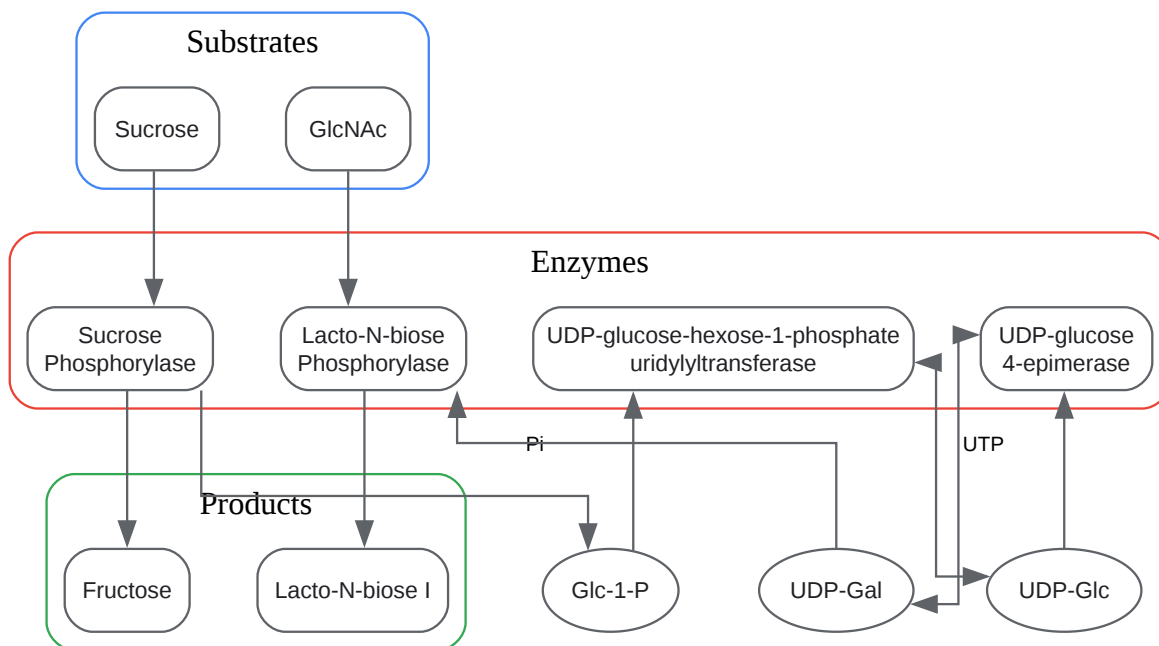 Substrates
Sucrose
GlcNAc
Enzymes
Sucrose
Phosphorylase
Lacto-N-biose
Phosphorylase
UDP-glucose-hexose-1-phosphate
uridylyltransferase
UDP-glucose
4-epimerase
Pi
UTP
Products
Fructose
Lacto-N-biose I
Glc-1-P
UDP-Gal
UDP-Glc